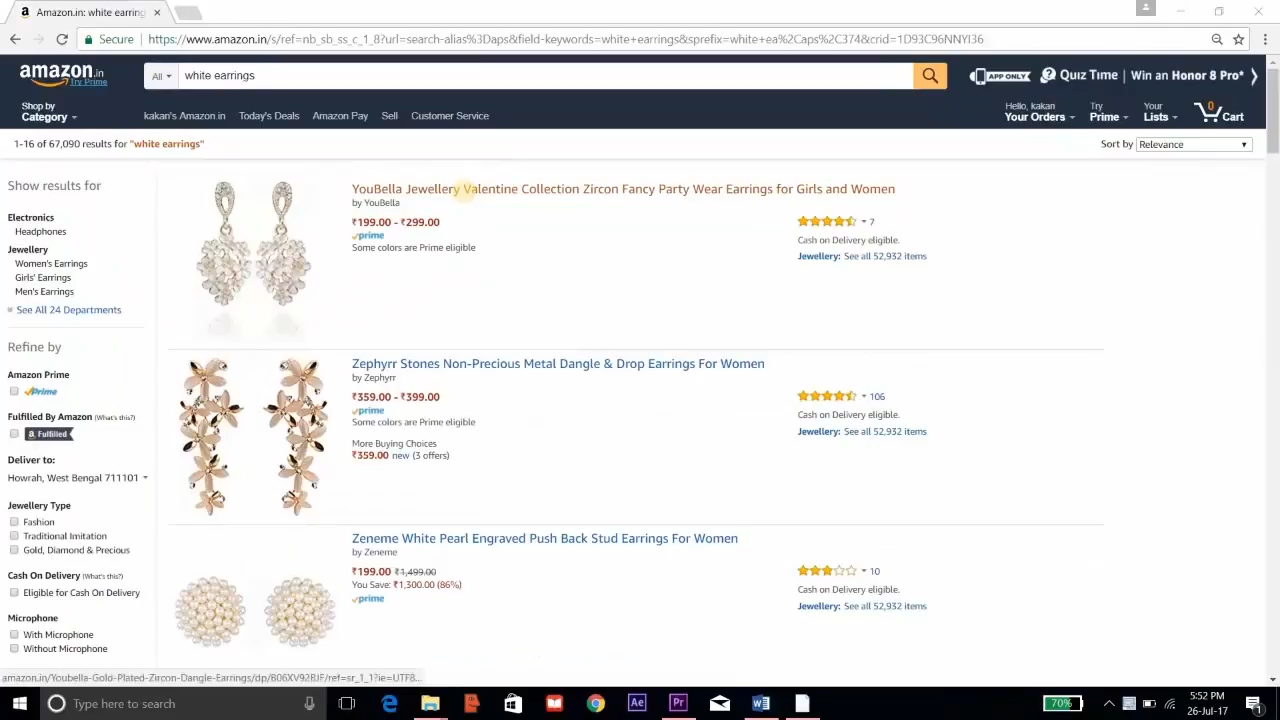 Amazon.in: white earring
Secure
https://www.amazon.in/s/ref=nb_sb_ss_c_1_8?url=search-alias%3Daps&field-keywords=white+earrings&sprefix=white+ea%2Caps%2C374&crid=1D93C96NNYI36
amazon.in
Try Prime
All
white earrings
APP ONLY
Quiz Time | Win an Honor 8 Pro*
Shop by
Category
kakan's Amazon.in
Today's Deals
Amazon Pay
Sell
Customer Service
Hello, kakan
Your Orders
Try
Prime
Your
Lists
0
Cart
1-16 of 67,090 results for "white earrings"
Sort by Relevance
Show results for
Electronics
Headphones
Jewellery
Women's Earrings
Girls' Earrings
Men's Earrings
See All 24 Departments
Refine by
Amazon Prime
Prime
Fulfilled By Amazon (What's this?)
a Fulfilled
Deliver to:
Howrah, West Bengal 711101
Jewellery Type
Fashion
Traditional Imitation
Gold, Diamond & Precious
Cash On Delivery (What's this?)
Eligible for Cash On Delivery
Microphone
With Microphone
Without Microphone
YouBella Jewellery Valentine Collection Zircon Fancy Party Wear Earrings for Girls and Women
by YouBella
₹199.00 - ₹299.00
prime
Some colors are Prime eligible
7
Cash on Delivery eligible.
Jewellery: See all 52,932 items
Zephyrr Stones Non-Precious Metal Dangle & Drop Earrings For Women
by Zephyrr
₹359.00 - ₹399.00
prime
Some colors are Prime eligible
More Buying Choices
₹359.00 new (3 offers)
106
Cash on Delivery eligible.
Jewellery: See all 52,932 items
Zeneme White Pearl Engraved Push Back Stud Earrings For Women
by Zeneme
₹199.00 ₹1,499.00
You Save: ₹1,300.00 (86%)
prime
10
Cash on Delivery eligible.
Jewellery: See all 52,932 items
amazon.in/Youbella-Gold-Plated-Zircon-Dangle-Earrings/dp/B06XV92BJF/ref=sr_1_1?ie=UTF8...
Type here to search
Ae
Pr
70%
5:52 PM
26-Jul-17